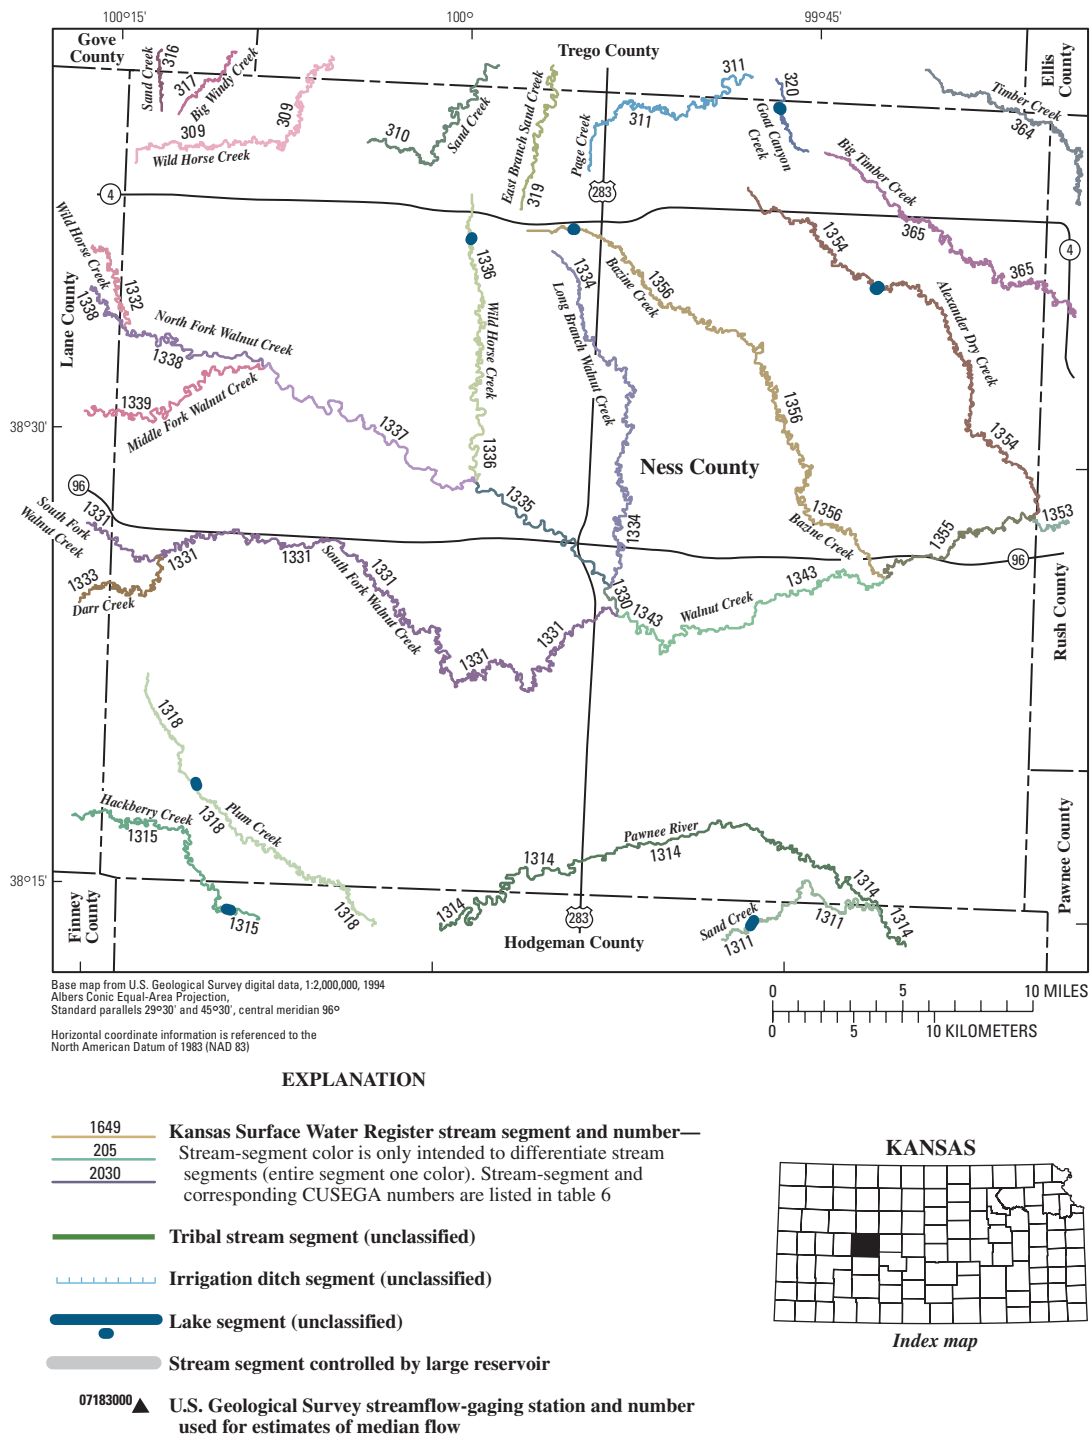 100°15'
100°
99°45'
Gove
County
Trego County
Ellis
County
Sand Creek
316
317
Big Windy Creek
309
309
Wild Horse Creek
310
Sand Creek
East Branch Sand Creek
319
Page Creek
311
311
320
Goat Canyon
Creek
Timber Creek
364
Big Timber Creek
365
365
4
283
4
Wild Horse Creek
1332
1338
Lane County
North Fork Walnut Creek
1338
1339
Middle Fork Walnut Creek
1337
1336
Wild Horse Creek
1336
1334
Long Branch Walnut Creek
1334
Bazine Creek
1356
1356
1356
Bazine Creek
1354
Alexander Dry Creek
1354
38°30'
Ness County
96
1331
South Fork
Walnut Creek
1333
Darr Creek
1331
1331
1331
South Fork Walnut Creek
1331
1331
1335
1330
1343
Walnut Creek
1343
1355
1353
96
Rush County
1318
1318
Plum Creek
1318
Hackberry Creek
1315
1315
Pawnee River
1314
1314
1314
1314
1314
Sand Creek
1311
1311
Pawnee County
38°15'
Finney
County
283
Hodgeman County
Base map from U.S. Geological Survey digital data, 1:2,000,000, 1994
Albers Conic Equal-Area Projection,
Standard parallels 29°30' and 45°30', central meridian 96°
Horizontal coordinate information is referenced to the
North American Datum of 1983 (NAD 83)
0 5 10 MILES
0 5 10 KILOMETERS
EXPLANATION
1649
205
2030
Kansas Surface Water Register stream segment and number—
Stream-segment color is only intended to differentiate stream
segments (entire segment one color). Stream-segment and
corresponding CUSEGA numbers are listed in table 6
Tribal stream segment (unclassified)
Irrigation ditch segment (unclassified)
Lake segment (unclassified)
Stream segment controlled by large reservoir
07183000
U.S. Geological Survey streamflow-gaging station and number
used for estimates of median flow
KANSAS
Index map